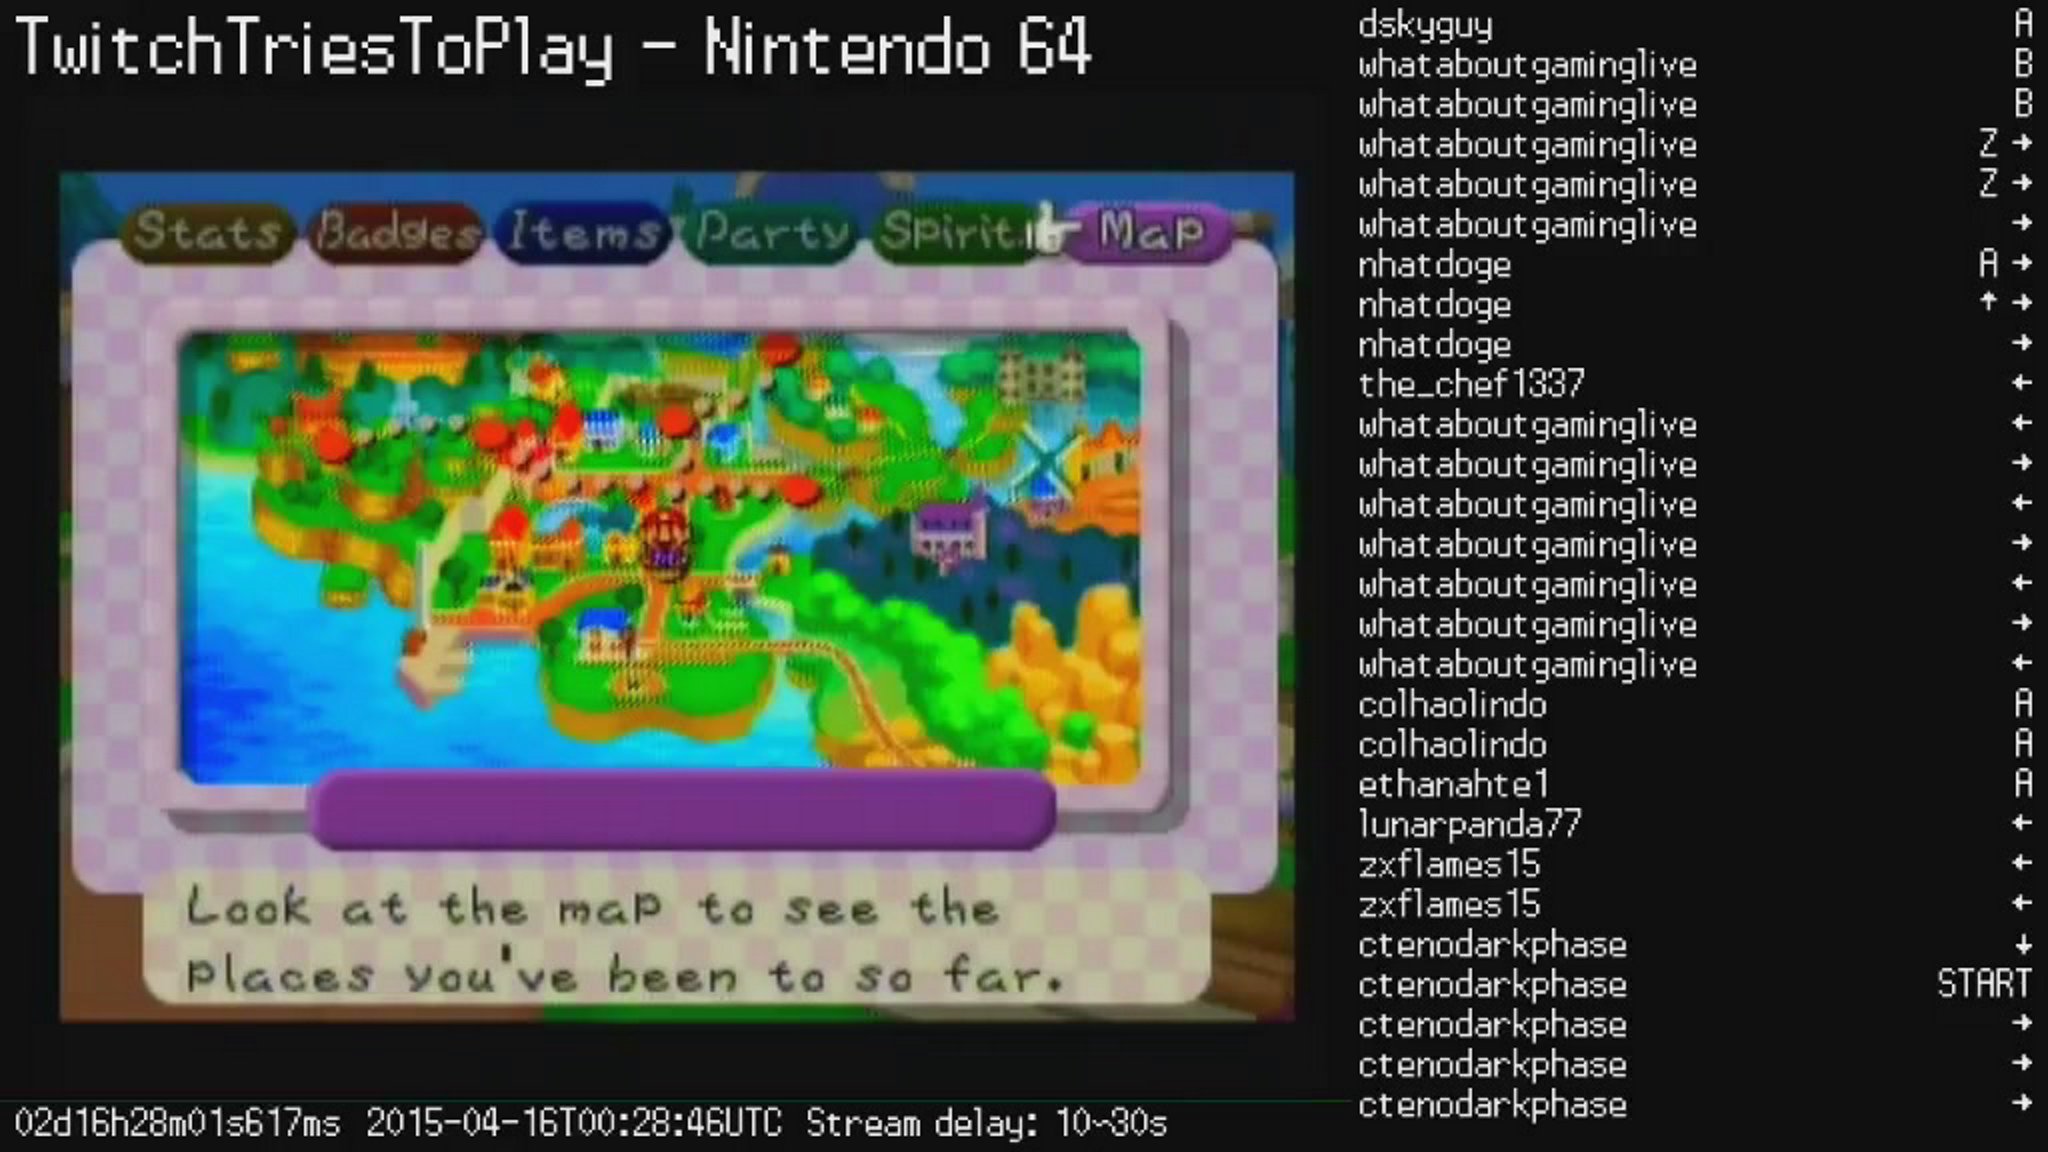 TwitchTriesToPlay - Nintendo 64
Stats Badges Items Party Spirit Map
Look at the map to see the
places you've been to so far.
02d16h28m01s617ms 2015-04-16T00:28:46UTC Stream delay: 10~30s
dskyguy A
whataboutgaminglive B
whataboutgaminglive B
whataboutgaminglive Z →
whataboutgaminglive Z →
whataboutgaminglive →
nhatdoge A →
nhatdoge ↑ →
nhatdoge →
the_chef1337 ←
whataboutgaminglive ←
whataboutgaminglive →
whataboutgaminglive ←
whataboutgaminglive →
whataboutgaminglive ←
whataboutgaminglive →
whataboutgaminglive ←
colhaolindo A
colhaolindo A
ethanahte1 A
lunarpanda77 ←
zxflames15 ←
zxflames15 ←
ctenodarkphase ↓
ctenodarkphase START
ctenodarkphase →
ctenodarkphase →
ctenodarkphase →